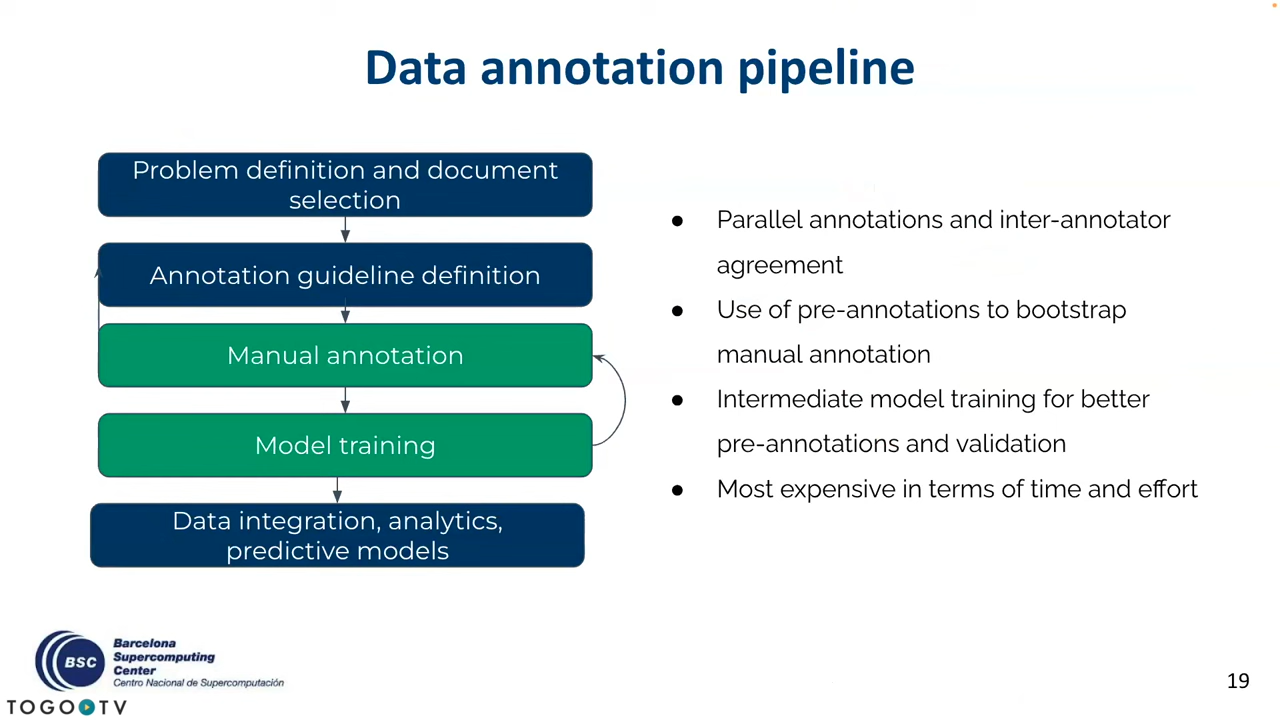 Data annotation pipeline
Problem definition and document
selection
Annotation guideline definition
Manual annotation
Model training
Data integration, analytics,
predictive models
● Parallel annotations and inter-annotator
agreement
● Use of pre-annotations to bootstrap
manual annotation
● Intermediate model training for better
pre-annotations and validation
● Most expensive in terms of time and effort
BSC
Barcelona
Supercomputing
Center
Centro Nacional de Supercomputación
TOGO TV
19